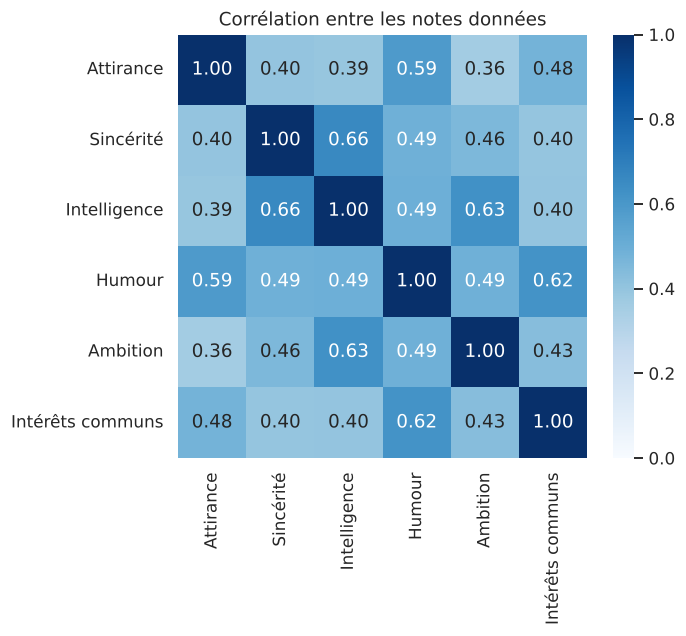 Corrélation entre les notes données
Attirance 1.00 0.40 0.39 0.59 0.36 0.48
Sincérité 0.40 1.00 0.66 0.49 0.46 0.40
Intelligence 0.39 0.66 1.00 0.49 0.63 0.40
Humour 0.59 0.49 0.49 1.00 0.49 0.62
Ambition 0.36 0.46 0.63 0.49 1.00 0.43
Intérêts communs 0.48 0.40 0.40 0.62 0.43 1.00
Attirance
Sincérité
Intelligence
Humour
Ambition
Intérêts communs
1.0
0.8
0.6
0.4
0.2
0.0